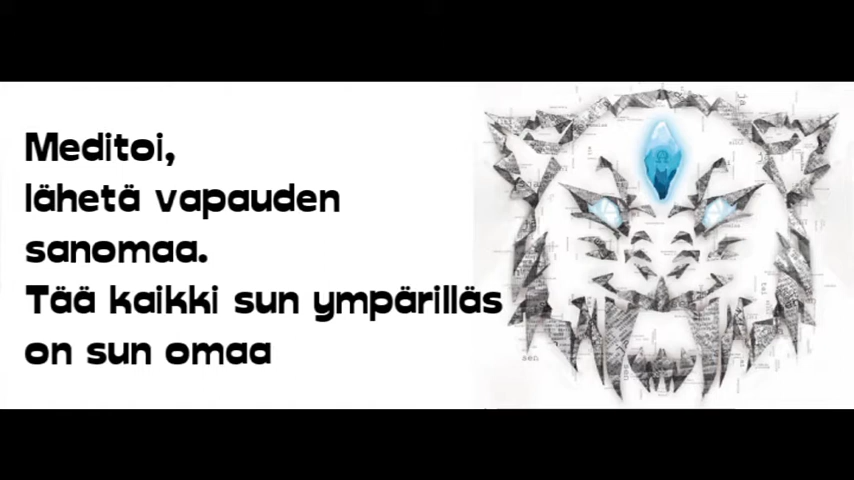 Meditoi,
lähetä vapauden
sanomaa.
Tää kaikki sun ympärilläs
on sun omaa